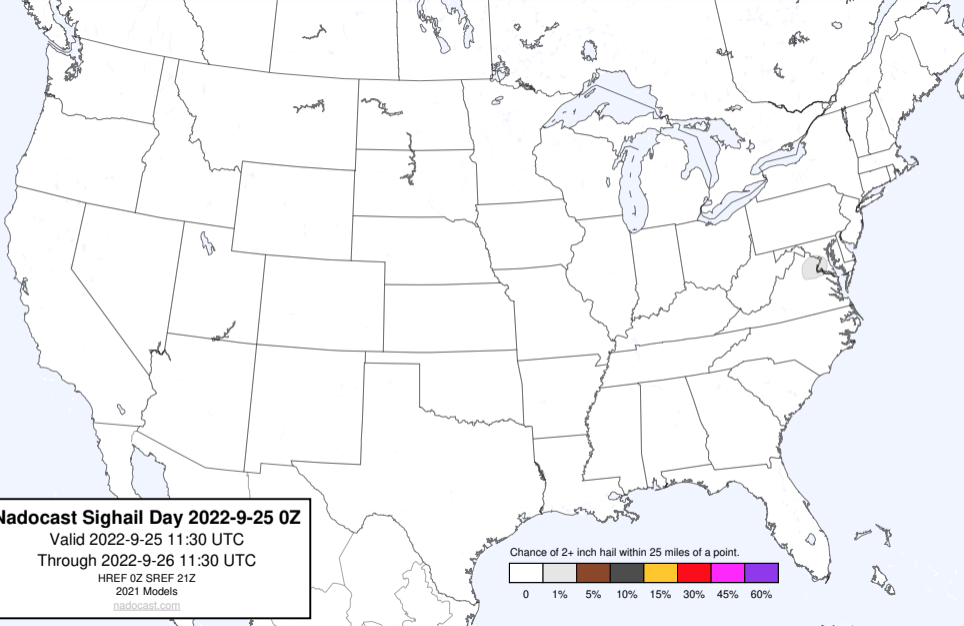 Nadocast Sighail Day 2022-9-25 0Z
Valid 2022-9-25 11:30 UTC
Through 2022-9-26 11:30 UTC
HREF 0Z SREF 21Z
2021 Models
nadocast.com
Chance of 2+ inch hail within 25 miles of a point.
0 1% 5% 10% 15% 30% 45% 60%